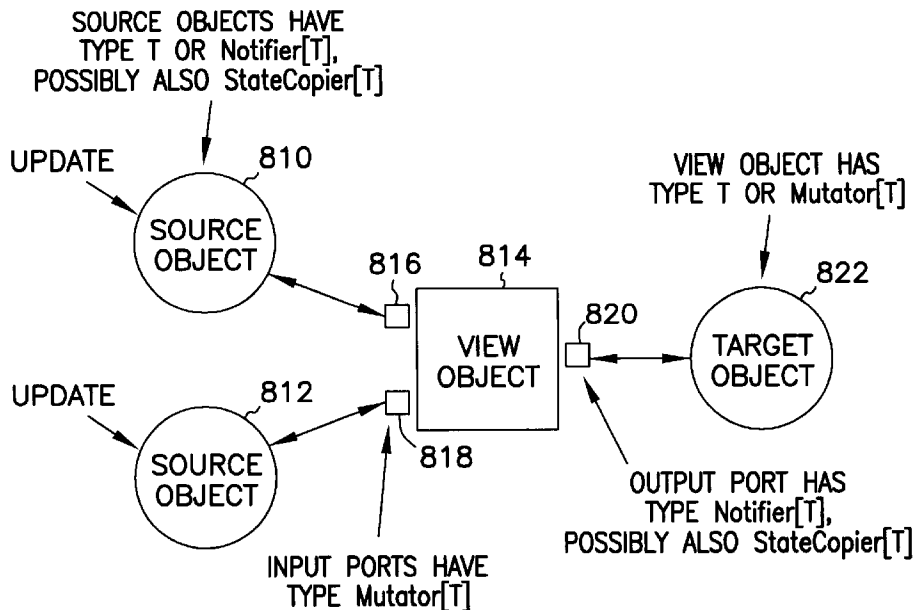 SOURCE OBJECTS HAVE
TYPE T OR Notifier[T],
POSSIBLY ALSO StateCopier[T]
UPDATE
810
SOURCE
OBJECT
VIEW OBJECT HAS
TYPE T OR Mutator[T]
816
814
VIEW
OBJECT
820
822
TARGET
OBJECT
UPDATE
812
SOURCE
OBJECT
818
INPUT PORTS HAVE
TYPE Mutator[T]
OUTPUT PORT HAS
TYPE Notifier[T],
POSSIBLY ALSO StateCopier[T]